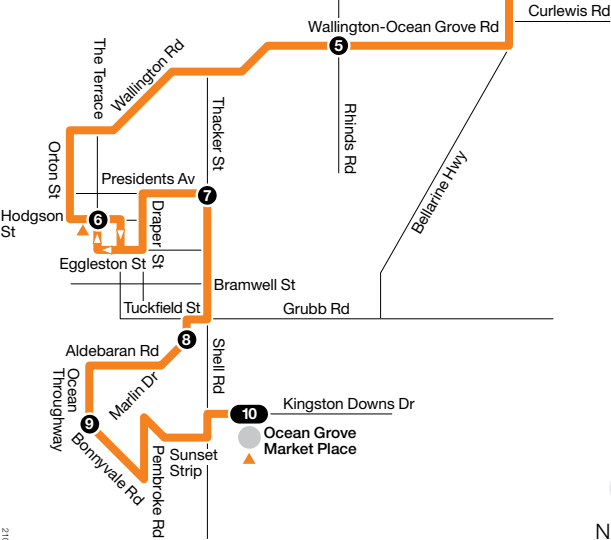 Curlewis Rd
Wallington-Ocean Grove Rd
5
The Terrace
Wallington Rd
Thacker St
Rhinds Rd
Bellarine Hwy
Orton St
Presidents Av
7
Hodgson
St
6
Draper St
Eggleston St
Bramwell St
Tuckfield St
Grubb Rd
8
Aldebaran Rd
Shell Rd
Ocean
Throughway
Marlin Dr
Kingston Downs Dr
10
9
Ocean Grove
Market Place
Bonnyvale Rd
Pembroke Rd
Sunset
Strip
N
210